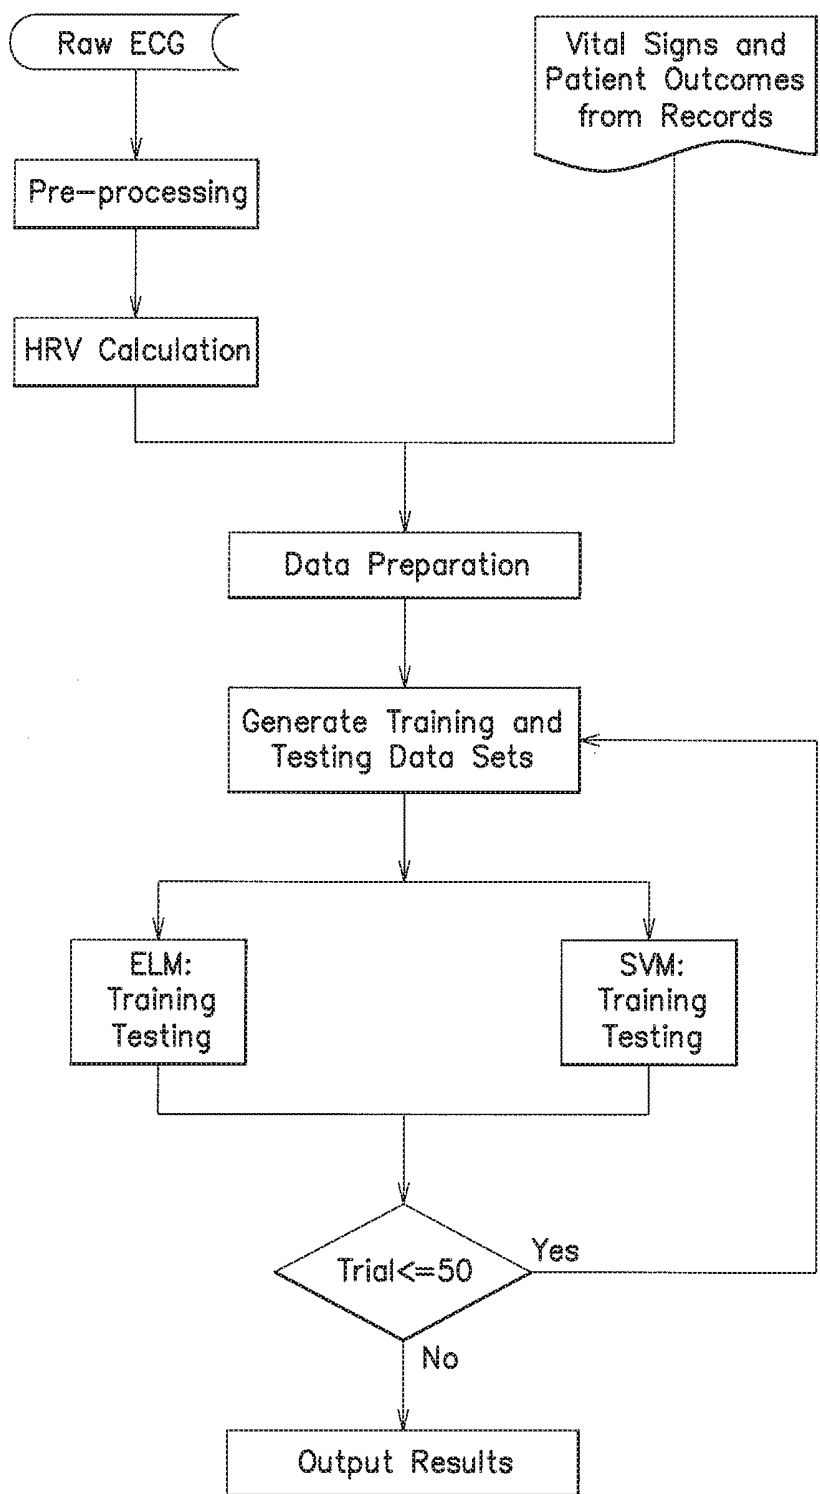 Raw ECG
Vital Signs and
Patient Outcomes
from Records
Pre-processing
HRV Calculation
Data Preparation
Generate Training and
Testing Data Sets
ELM:
Training
Testing
SVM:
Training
Testing
Trial<=50
Yes
No
Output Results